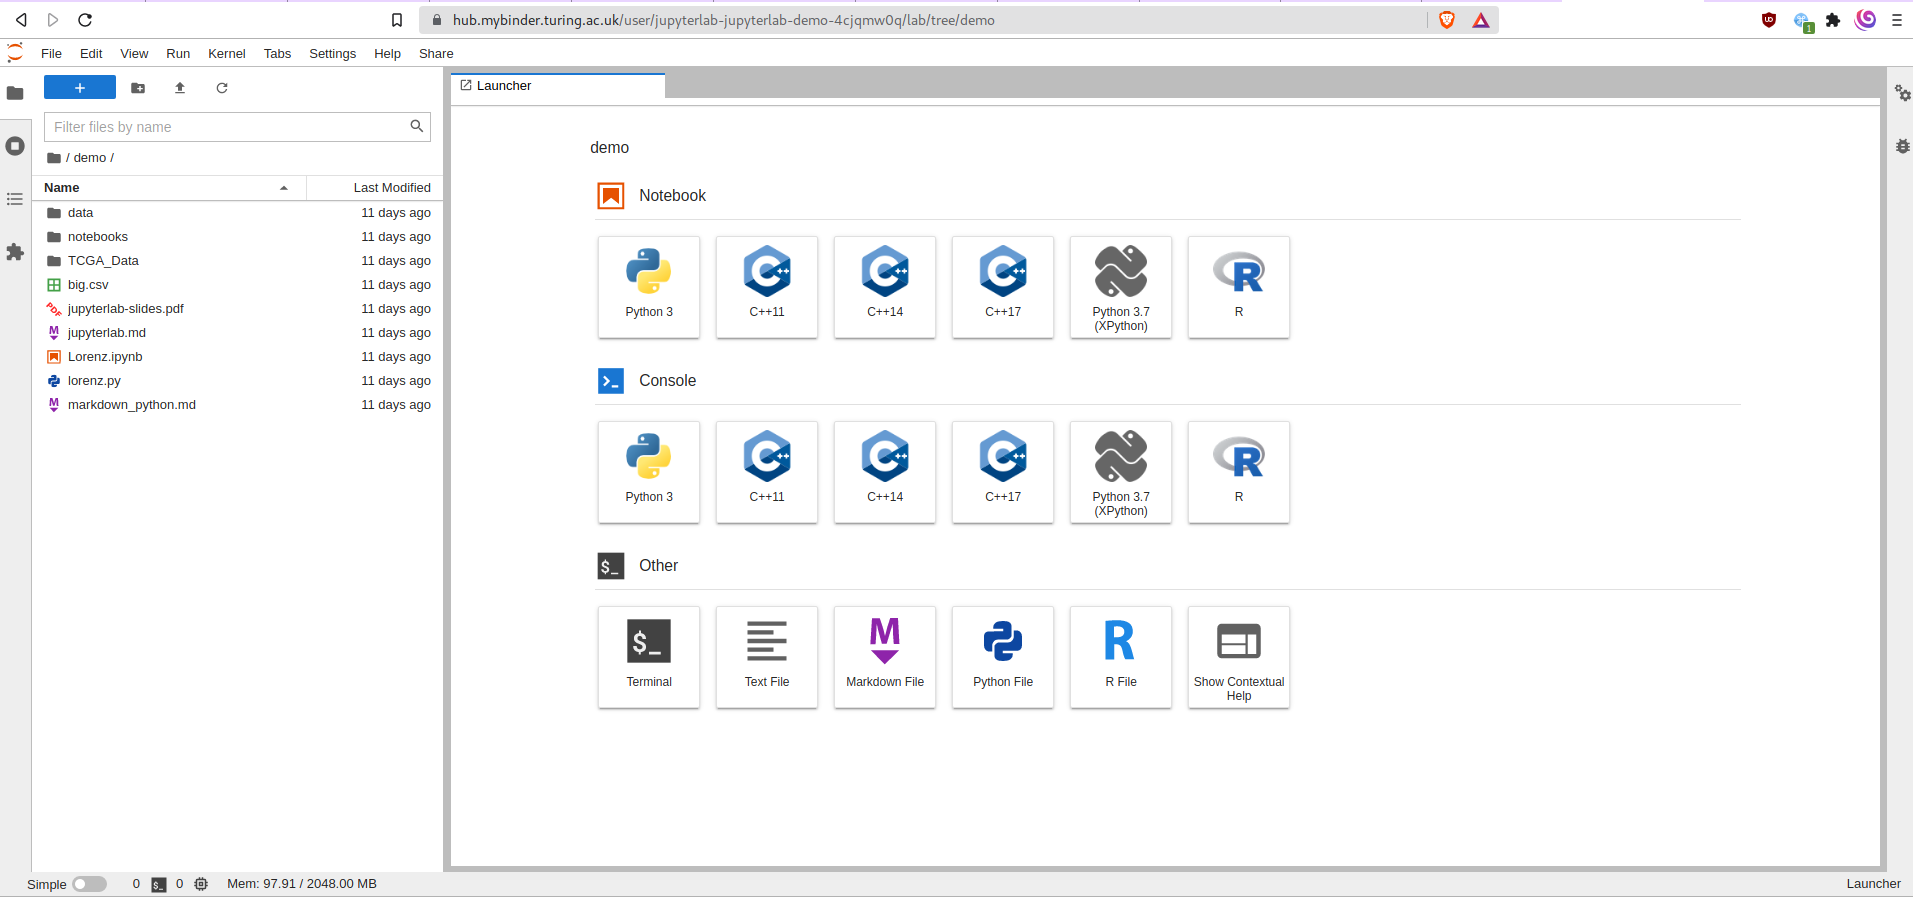 hub.mybinder.turing.ac.uk/user/jupyterlab-jupyterlab-demo-4cjqmw0q/lab/tree/demo
1
File Edit View Run Kernel Tabs Settings Help Share
Launcher
Filter files by name
/ demo /
Name Last Modified
data 11 days ago
notebooks 11 days ago
TCGA_Data 11 days ago
big.csv 11 days ago
jupyterlab-slides.pdf 11 days ago
jupyterlab.md 11 days ago
Lorenz.ipynb 11 days ago
lorenz.py 11 days ago
markdown_python.md 11 days ago
demo
Notebook
Python 3 C++11 C++14 C++17 Python 3.7 R
(XPython)
Console
Python 3 C++11 C++14 C++17 Python 3.7 R
(XPython)
$_ Other
Terminal Text File Markdown File Python File R File Show Contextual
Help
Simple 0 $_ 0 Mem: 97.91 / 2048.00 MB Launcher